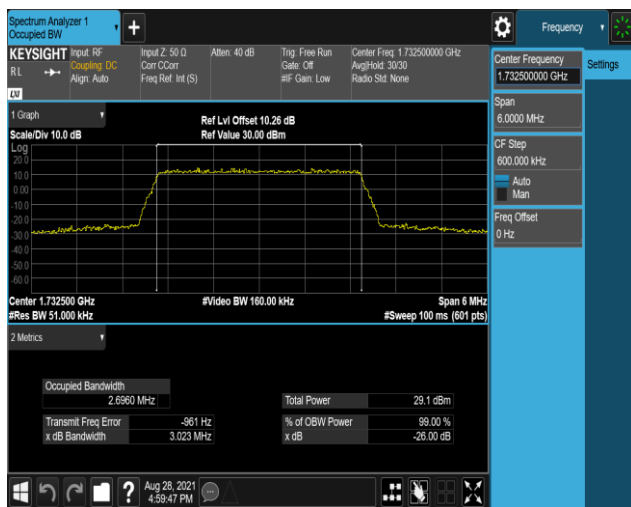 Spectrum Analyzer 1
Occupied BW
+
Frequency
KEYSIGHT
RL
LXI
Input: RF
Coupling: DC
Align: Auto
Input Z: 50 Ω
Corr CCorr
Freq Ref: Int (S)
Atten: 40 dB
Trig: Free Run
Gate: Off
#IF Gain: Low
Center Freq: 1.732500000 GHz
Avg|Hold: 30/30
Radio Std: None
Center Frequency
1.732500000 GHz
Settings
Span
6.0000 MHz
CF Step
600.000 kHz
Auto
Man
Freq Offset
0 Hz
1 Graph
Scale/Div 10.0 dB
Ref Lvl Offset 10.26 dB
Ref Value 30.00 dBm
Log
20.0
10.0
0.00
-10.0
-20.0
-30.0
-40.0
-50.0
-60.0
Center 1.732500 GHz
#Res BW 51.000 kHz
#Video BW 160.00 kHz
Span 6 MHz
#Sweep 100 ms (601 pts)
2 Metrics
Occupied Bandwidth
2.6960 MHz
Total Power 29.1 dBm
Transmit Freq Error -961 Hz
% of OBW Power 99.00 %
x dB Bandwidth 3.023 MHz
x dB -26.00 dB
?
Aug 28, 2021
4:59:47 PM